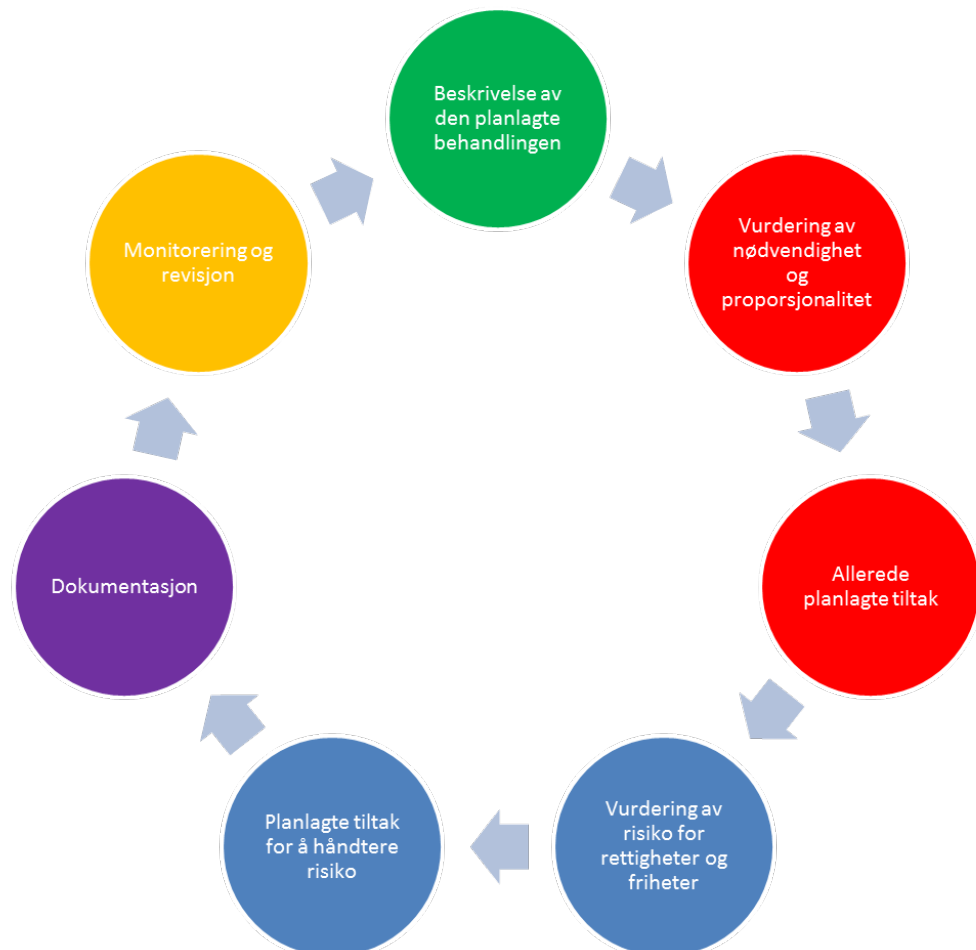 Beskrivelse av
den planlagte
behandlingen
Vurdering av
nødvendighet
og
proporsjonalitet
Allerede
planlagte tiltak
Vurdering av
risiko for
rettigheter og
friheter
Planlagte tiltak
for å håndtere
risiko
Dokumentasjon
Monitorering og
revisjon